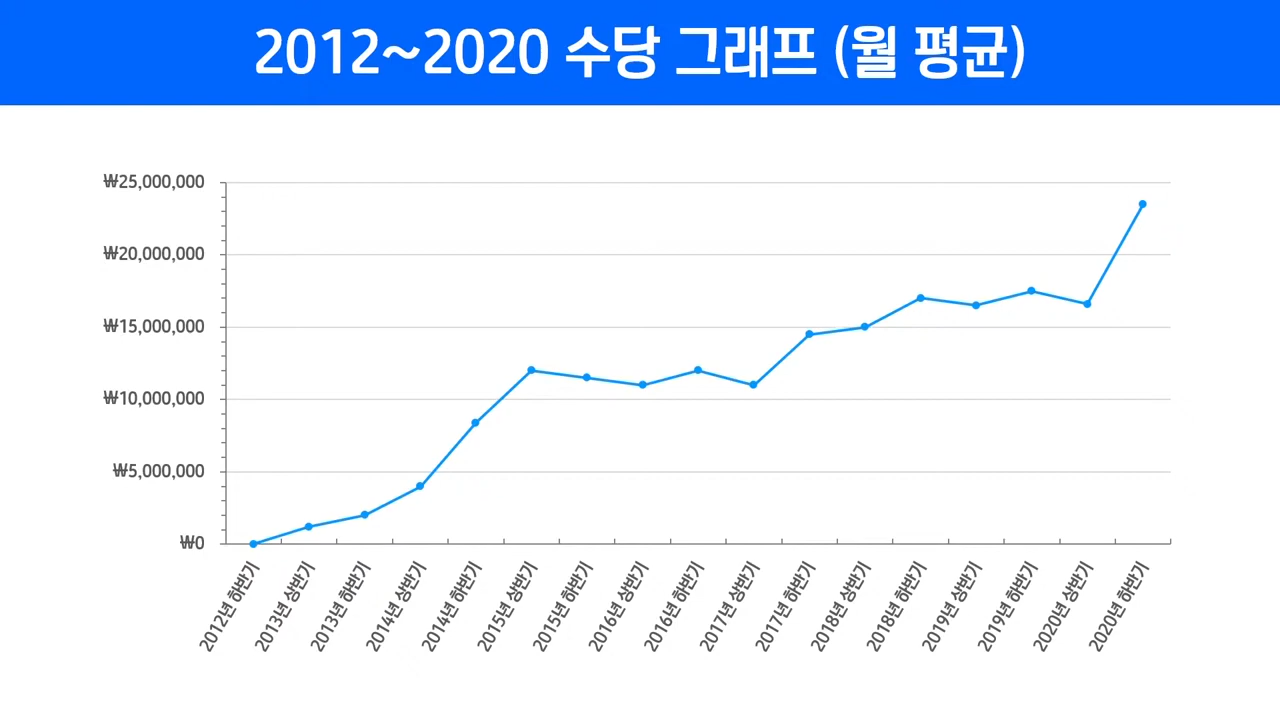 2012~2020 수당 그래프 (월 평균)
₩25,000,000
₩20,000,000
₩15,000,000
₩10,000,000
₩5,000,000
₩0
2012년 하반기
2013년 상반기
2013년 하반기
2014년 상반기
2014년 하반기
2015년 상반기
2015년 하반기
2016년 상반기
2016년 하반기
2017년 상반기
2017년 하반기
2018년 상반기
2018년 하반기
2019년 상반기
2019년 하반기
2020년 상반기
2020년 하반기